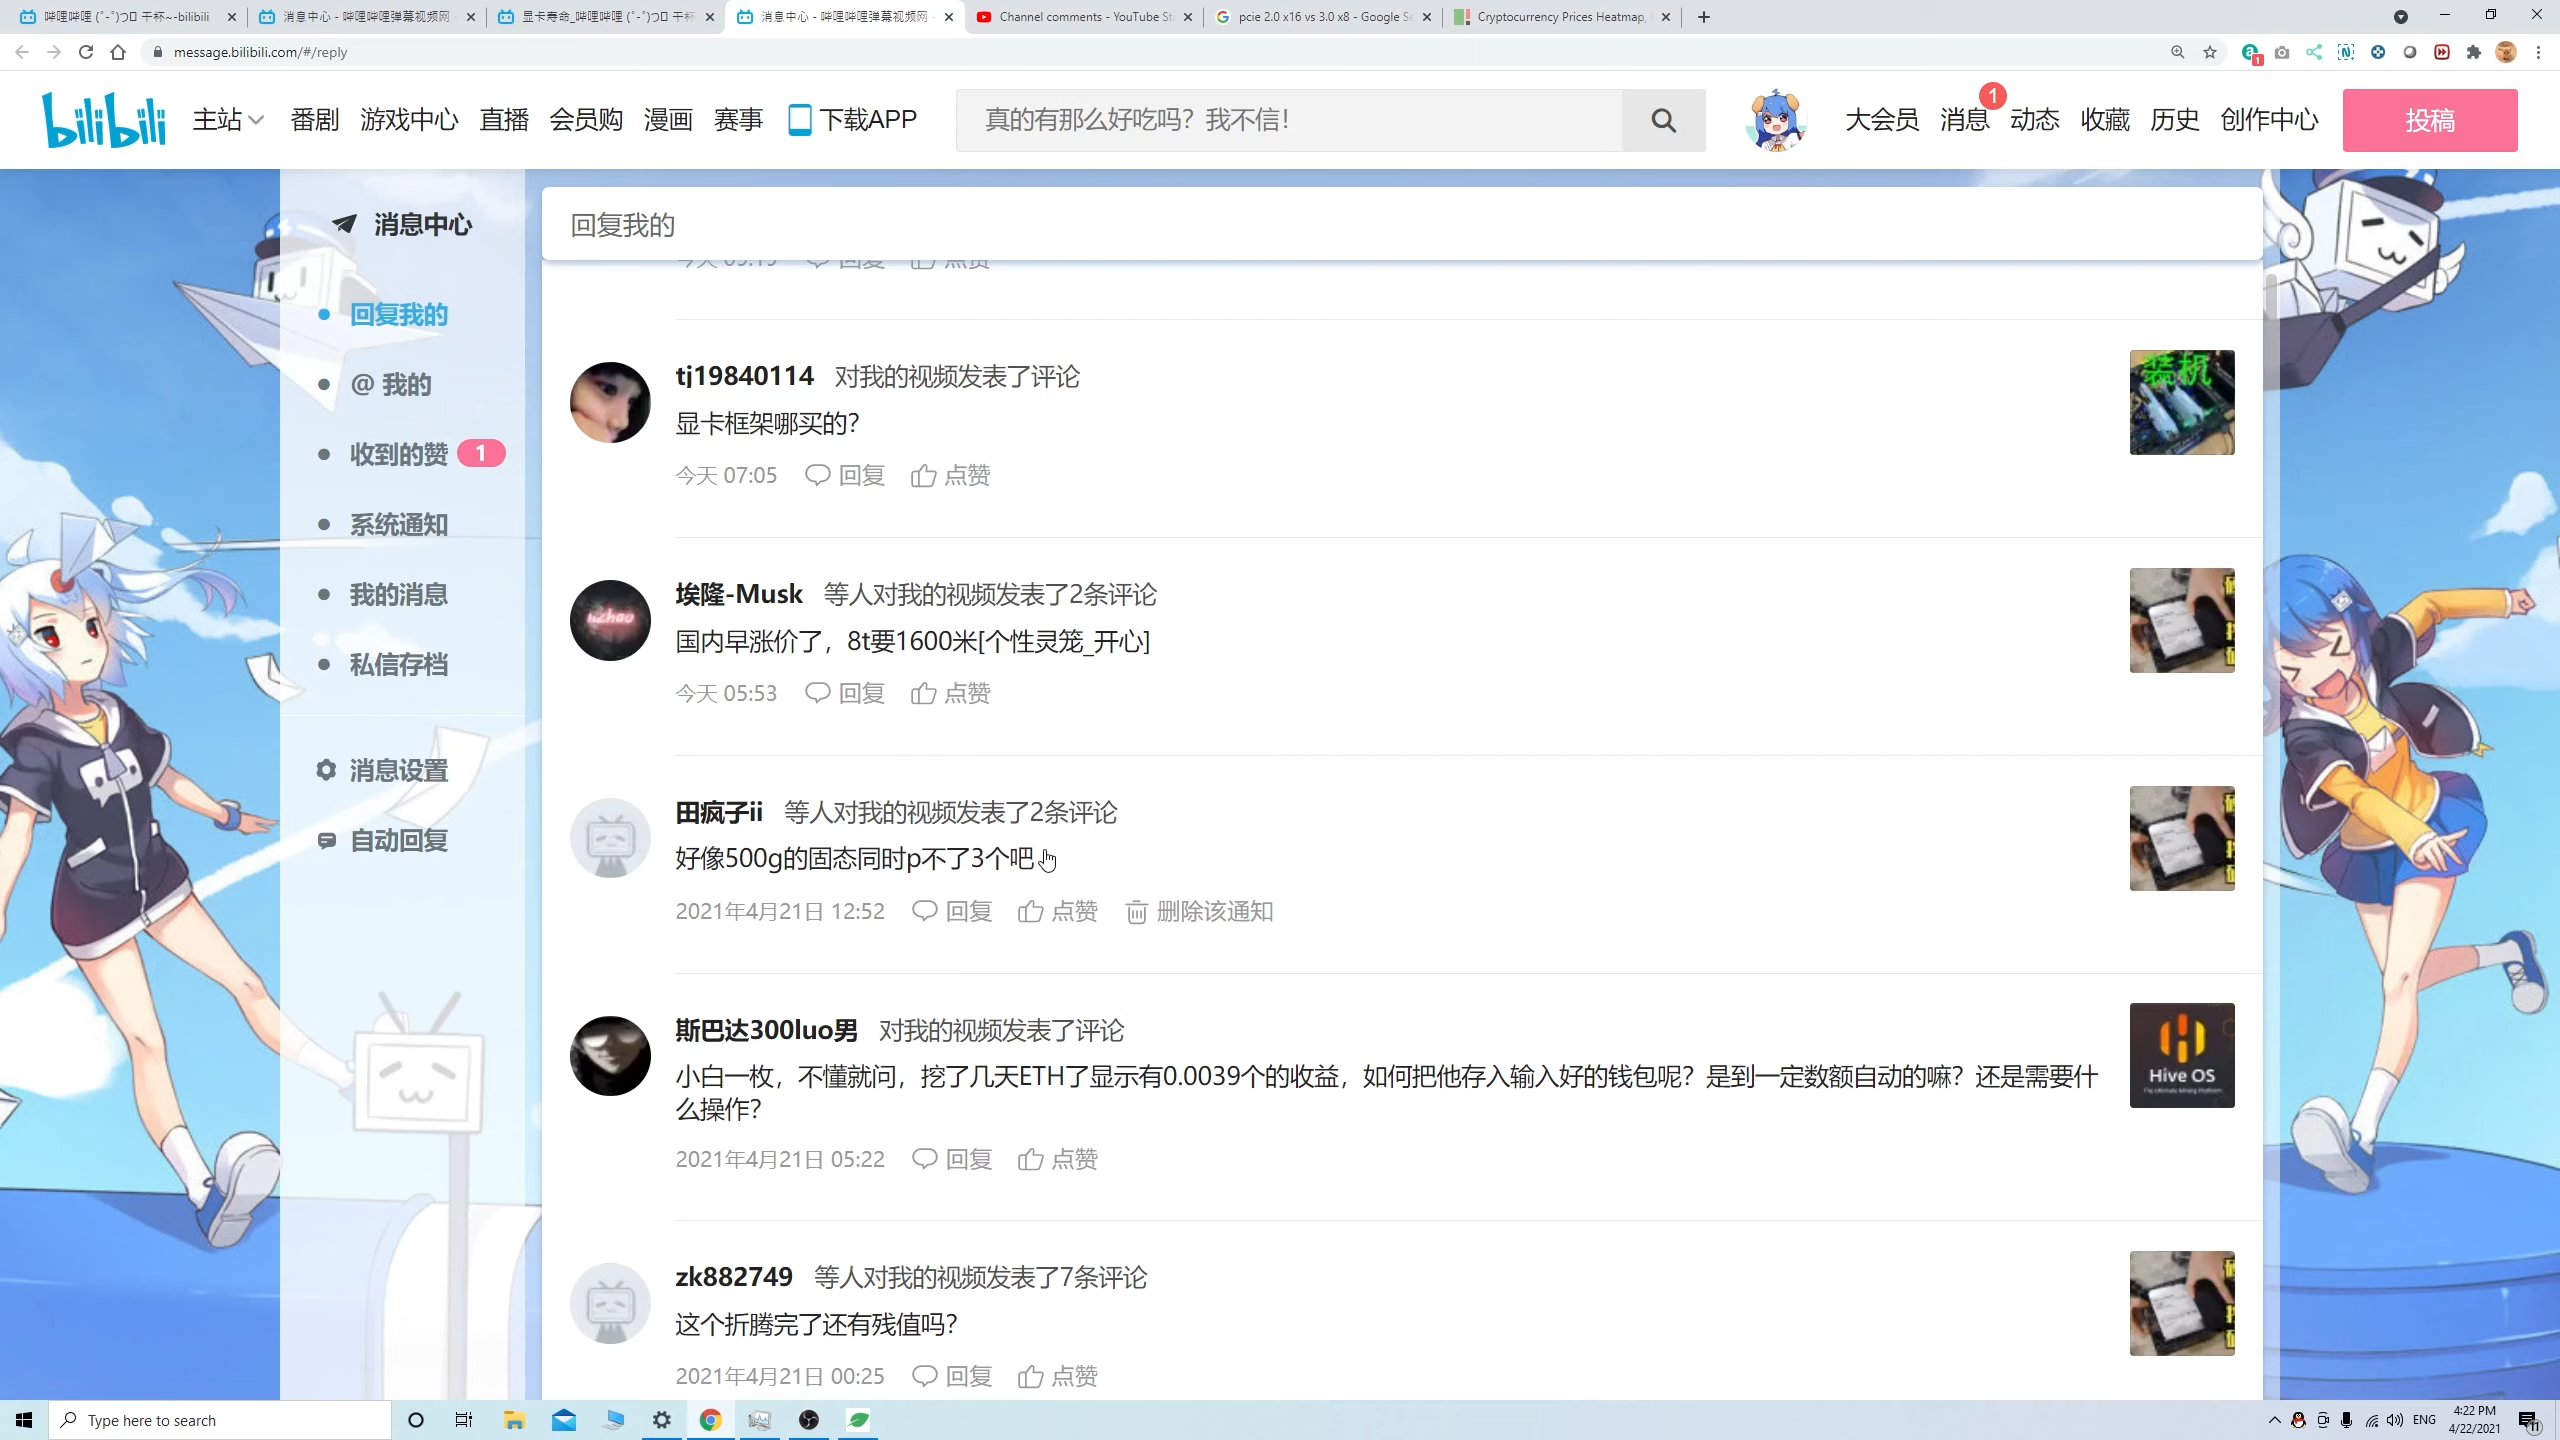 哔哩哔哩 (゜-゜)つロ 干杯~-bilibili
消息中心 - 哔哩哔哩弹幕视频网
显卡寿命_哔哩哔哩 (゜-゜)つロ 干杯
消息中心 - 哔哩哔哩弹幕视频网
Channel comments - YouTube St
pcie 2.0 x16 vs 3.0 x8 - Google Se
Cryptocurrency Prices Heatmap,
message.bilibili.com/#/reply
1
bilibili
主站 番剧 游戏中心 直播 会员购 漫画 赛事 下载APP
真的有那么好吃吗？我不信！
大会员 消息 1 动态 收藏 历史 创作中心 投稿
消息中心
回复我的
@ 我的
收到的赞 1
系统通知
我的消息
私信存档
消息设置
自动回复
回复我的
今天 05:19 回复 点赞
tj19840114 对我的视频发表了评论
显卡框架哪买的？
今天 07:05 回复 点赞
装机
埃隆-Musk 等人对我的视频发表了2条评论
国内早涨价了，8t要1600米[个性灵笼_开心]
今天 05:53 回复 点赞
田疯子ii 等人对我的视频发表了2条评论
好像500g的固态同时p不了3个吧
2021年4月21日 12:52 回复 点赞 删除该通知
斯巴达300luo男 对我的视频发表了评论
小白一枚，不懂就问，挖了几天ETH了显示有0.0039个的收益，如何把他存入输入好的钱包呢？是到一定数额自动的嘛？还是需要什
么操作？
2021年4月21日 05:22 回复 点赞
Hive OS
zk882749 等人对我的视频发表了7条评论
这个折腾完了还有残值吗？
2021年4月21日 00:25 回复 点赞
Type here to search
ENG
4:22 PM
4/22/2021
11